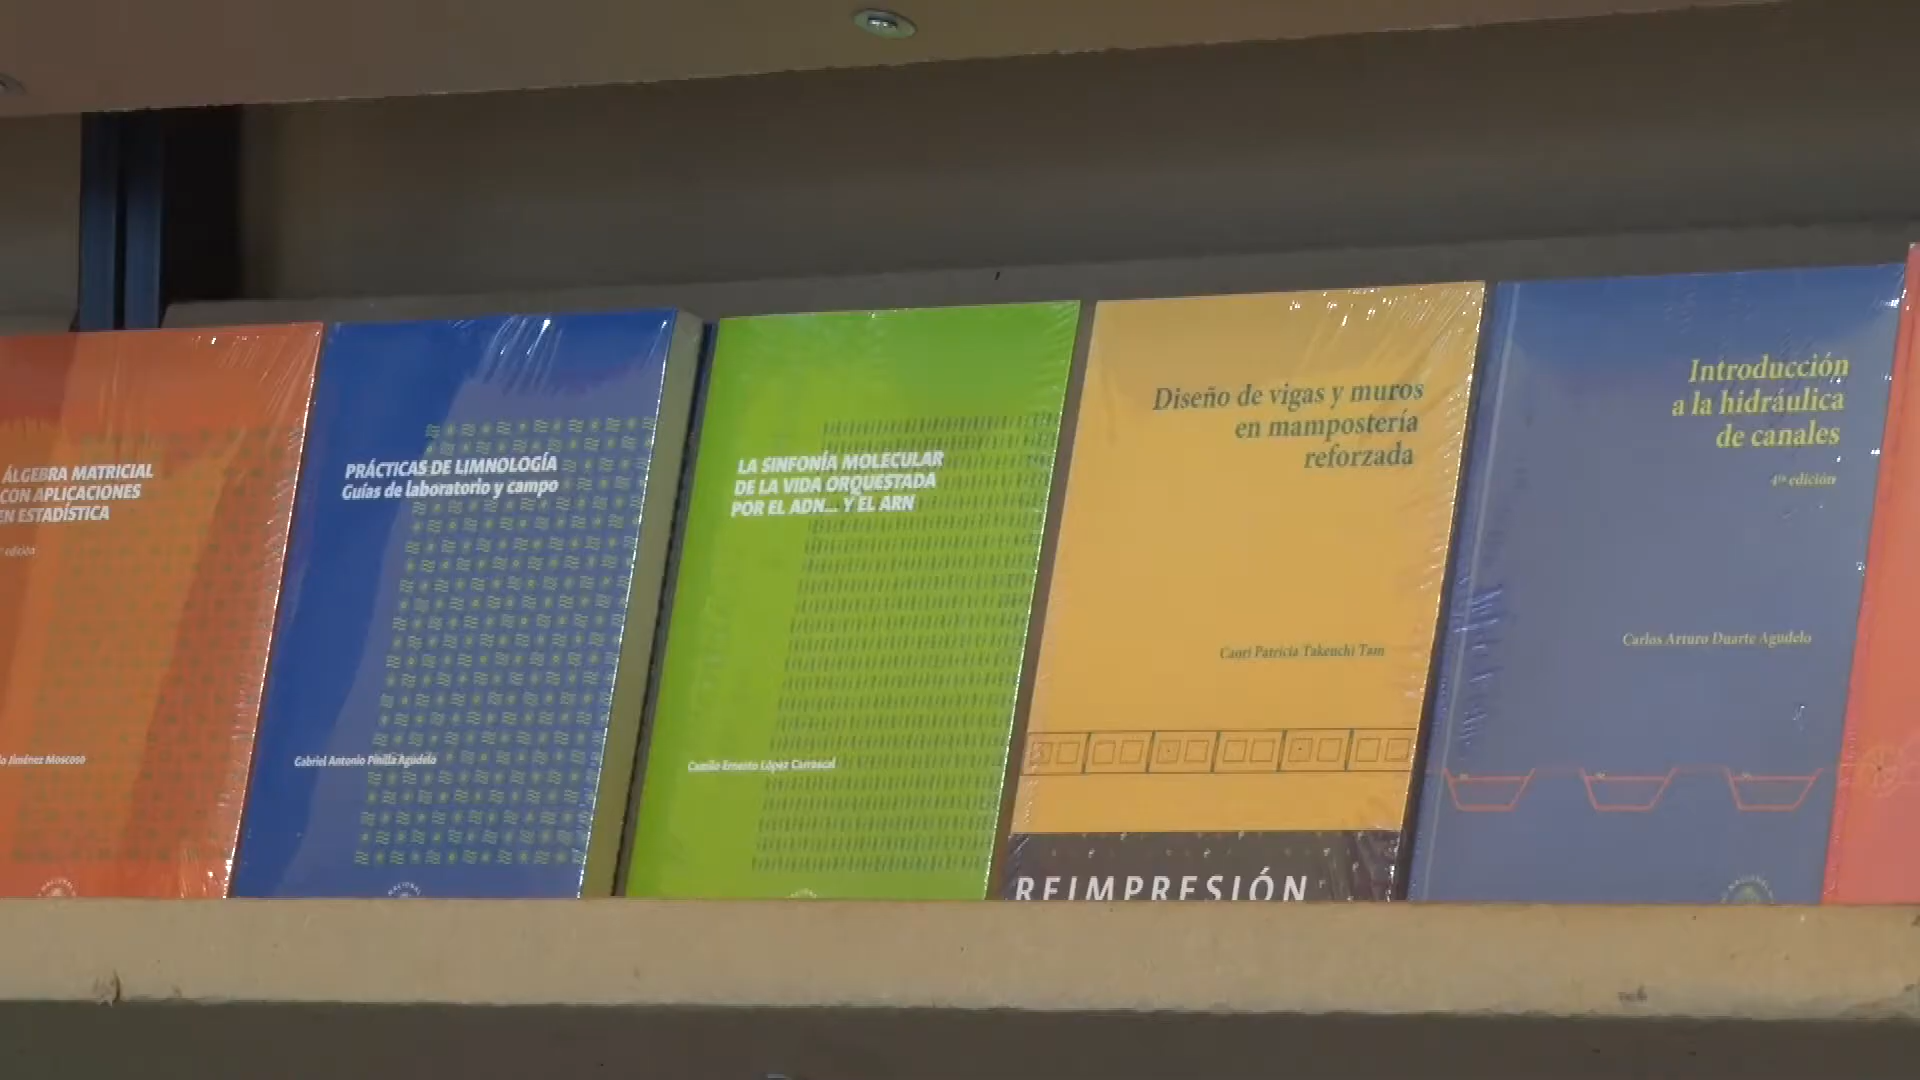 ÁLGEBRA MATRICIAL
CON APLICACIONES
EN ESTADÍSTICA
edición
Jiménez Moscoso
PRÁCTICAS DE LIMNOLOGÍA
Guías de laboratorio y campo
Gabriel Antonio Pinilla Agudelo
NACIONAL
LA SINFONÍA MOLECULAR
DE LA VIDA ORQUESTADA
POR EL ADN... Y EL ARN
Camilo Ernesto López Carrascal
Diseño de vigas y muros
en mampostería
reforzada
Caori Patricia Takeuchi Tam
REIMPRESIÓN
Introducción
a la hidráulica
de canales
4ta edición
Carlos Arturo Duarte Agudelo
NACIONAL